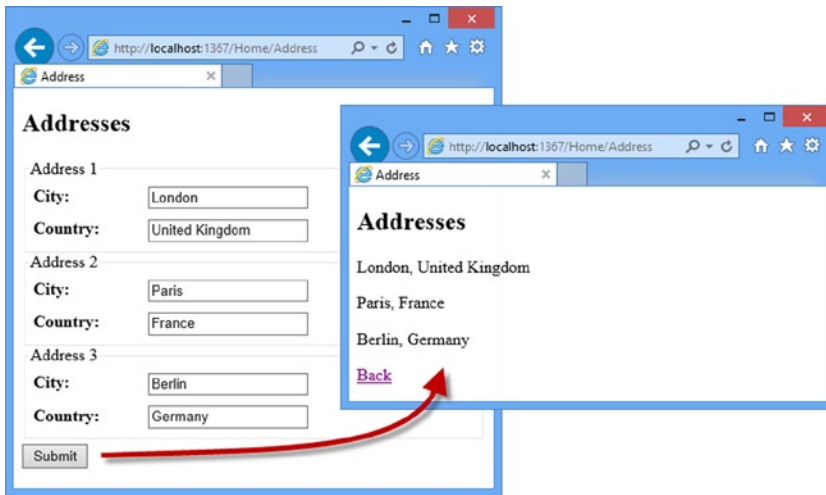 http://localhost:1367/Home/Address
Address
Addresses
Address 1
City:
London
Country:
United Kingdom
Address 2
City:
Paris
Country:
France
Address 3
City:
Berlin
Country:
Germany
Submit
http://localhost:1367/Home/Address
Address
Addresses
London, United Kingdom
Paris, France
Berlin, Germany
Back